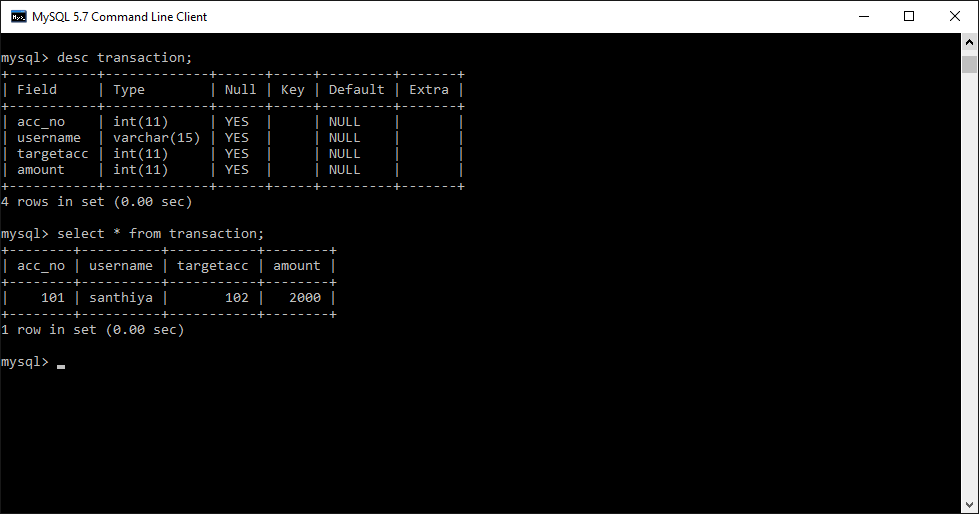 MySQL 5.7 Command Line Client
mysql> desc transaction;
+-----------+-------------+------+-----+---------+-------+
| Field     | Type        | Null | Key | Default | Extra |
+-----------+-------------+------+-----+---------+-------+
| acc_no    | int(11)     | YES  |     | NULL    |       |
| username  | varchar(15) | YES  |     | NULL    |       |
| targetacc | int(11)     | YES  |     | NULL    |       |
| amount    | int(11)     | YES  |     | NULL    |       |
+-----------+-------------+------+-----+---------+-------+
4 rows in set (0.00 sec)
mysql> select * from transaction;
+--------+----------+-----------+--------+
| acc_no | username | targetacc | amount |
+--------+----------+-----------+--------+
|    101 | santhiya |       102 |   2000 |
+--------+----------+-----------+--------+
1 row in set (0.00 sec)
mysql>